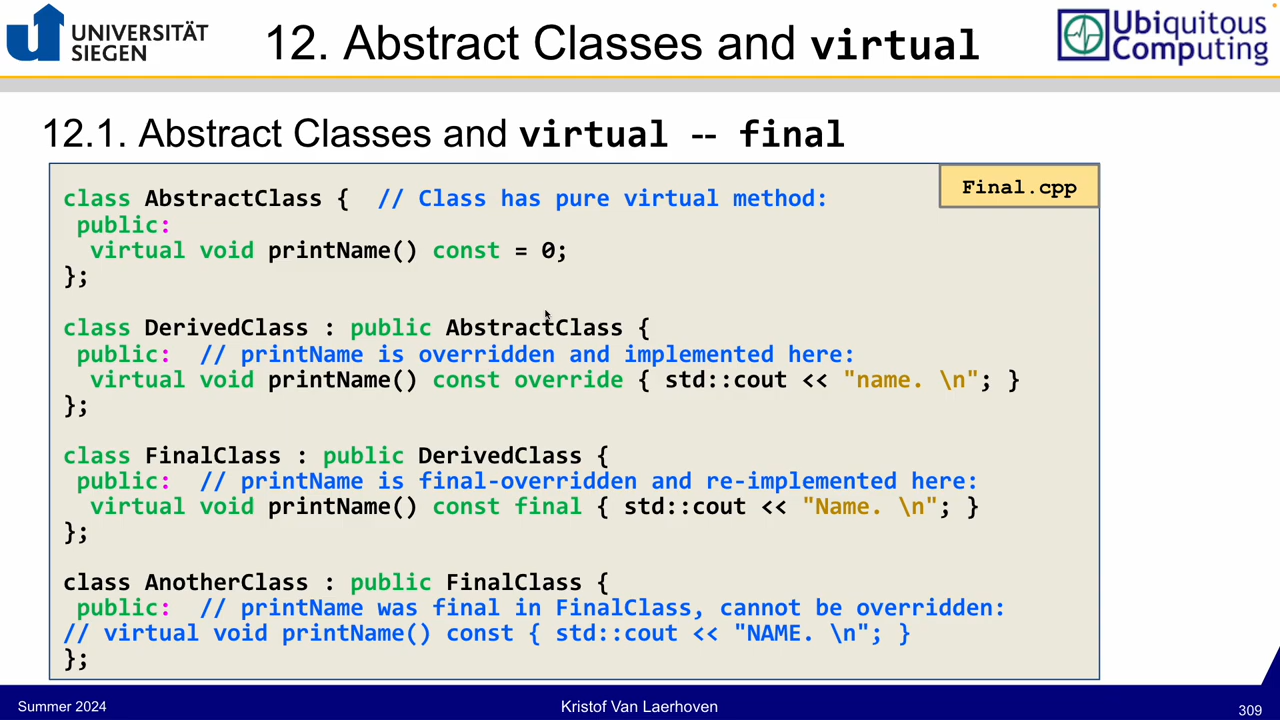 UNIVERSITÄT
SIEGEN
12. Abstract Classes and virtual
Ubiquitous
Computing
12.1. Abstract Classes and virtual -- final
Final.cpp
class AbstractClass {  // Class has pure virtual method:
 public:
  virtual void printName() const = 0;
};
class DerivedClass : public AbstractClass {
 public:  // printName is overridden and implemented here:
  virtual void printName() const override { std::cout << "name. \n"; }
};
class FinalClass : public DerivedClass {
 public:  // printName is final-overridden and re-implemented here:
  virtual void printName() const final { std::cout << "Name. \n"; }
};
class AnotherClass : public FinalClass {
 public:  // printName was final in FinalClass, cannot be overridden:
// virtual void printName() const { std::cout << "NAME. \n"; }
};
Summer 2024
Kristof Van Laerhoven
309